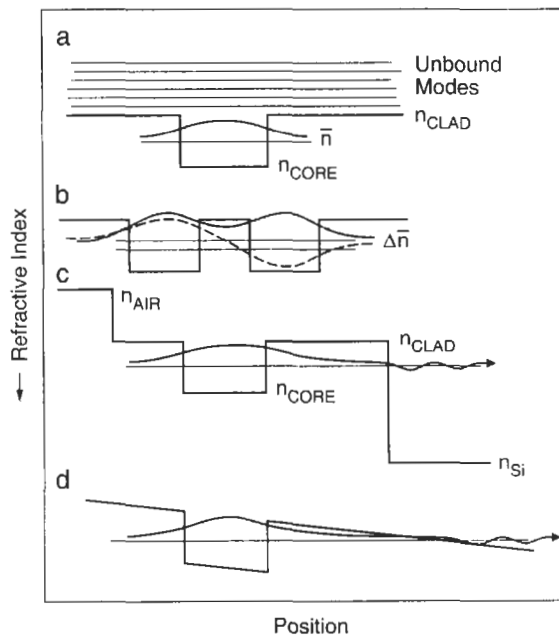 a
Unbound
Modes
n_CLAD
n̅
n_CORE
b
Δn̅
c
n_AIR
n_CLAD
n_CORE
n_Si
d
← Refractive Index
Position